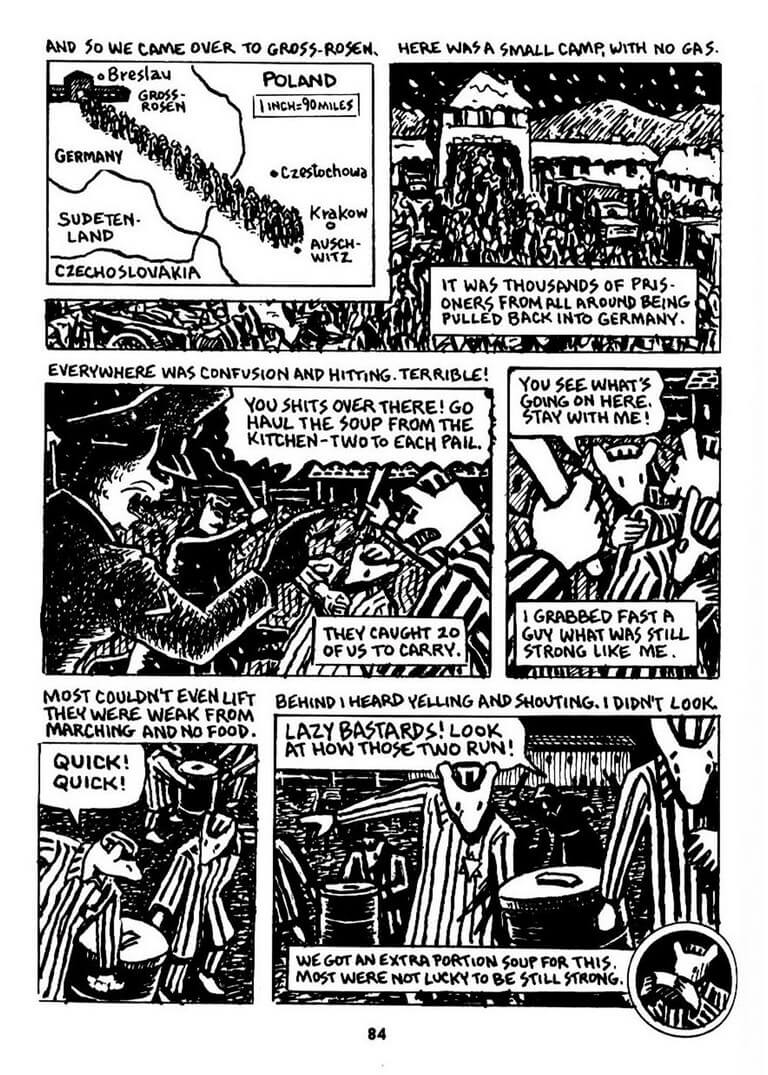 AND SO WE CAME OVER TO GROSS-ROSEN.
Breslau
GROSS-
ROSEN
POLAND
1 INCH=90 MILES
GERMANY
Częstochowa
SUDETEN-
LAND
Krakow
AUSCH-
WITZ
CZECHOSLOVAKIA
HERE WAS A SMALL CAMP, WITH NO GAS.
IT WAS THOUSANDS OF PRIS-
ONERS FROM ALL AROUND BEING
PULLED BACK INTO GERMANY.
EVERYWHERE WAS CONFUSION AND HITTING. TERRIBLE!
YOU SHITS OVER THERE! GO
HAUL THE SOUP FROM THE
KITCHEN-TWO TO EACH PAIL.
THEY CAUGHT 20
OF US TO CARRY.
YOU SEE WHAT'S
GOING ON HERE.
STAY WITH ME!
I GRABBED FAST A
GUY WHAT WAS STILL
STRONG LIKE ME.
MOST COULDN'T EVEN LIFT
THEY WERE WEAK FROM
MARCHING AND NO FOOD.
QUICK!
QUICK!
BEHIND I HEARD YELLING AND SHOUTING. I DIDN'T LOOK.
LAZY BASTARDS! LOOK
AT HOW THOSE TWO RUN!
WE GOT AN EXTRA PORTION SOUP FOR THIS.
MOST WERE NOT LUCKY TO BE STILL STRONG.
84